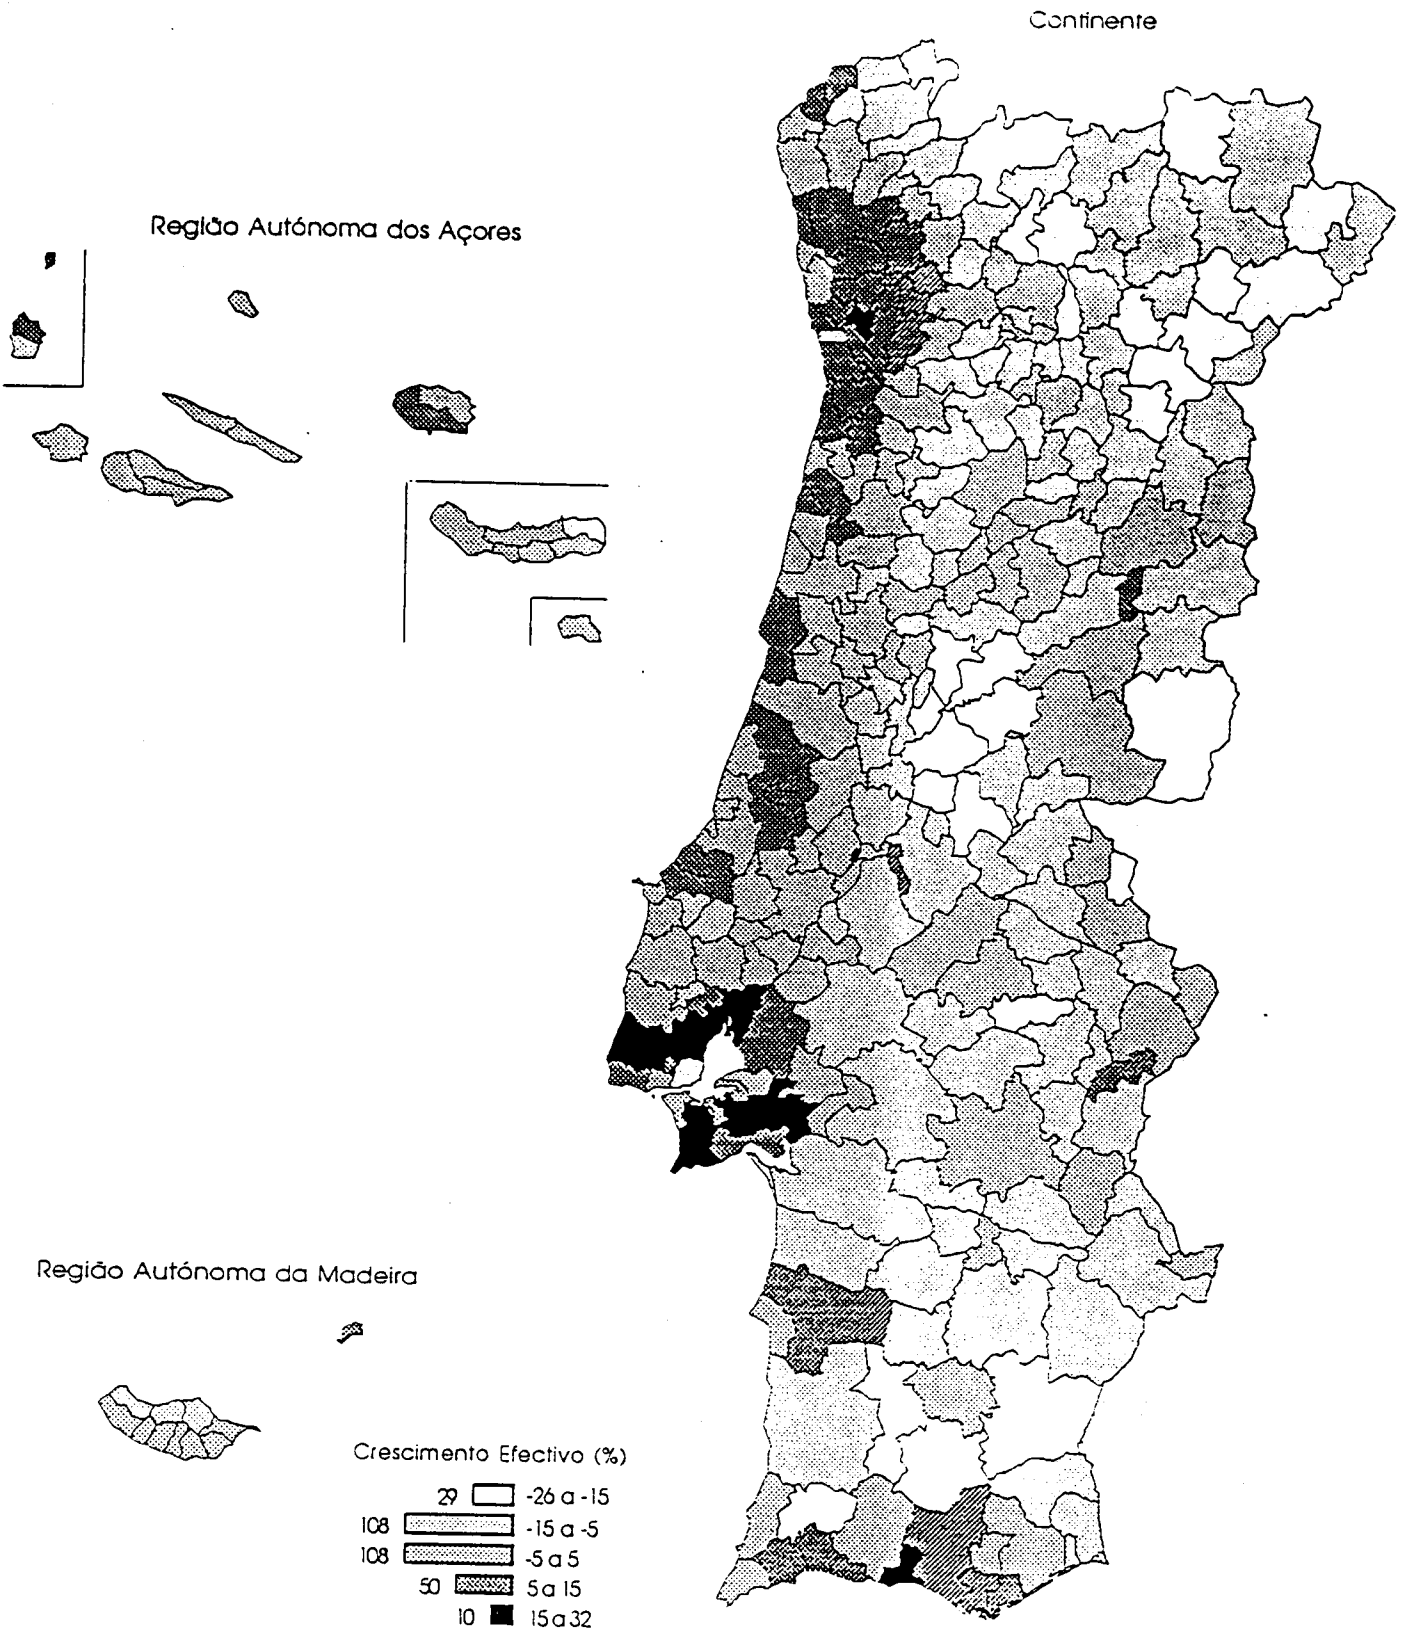 Continente
Região Autónoma dos Açores
Região Autónoma da Madeira
Crescimento Efectivo (%)
29 -26 a -15
108 -15 a -5
108 -5 a 5
50 5 a 15
10 15 a 32